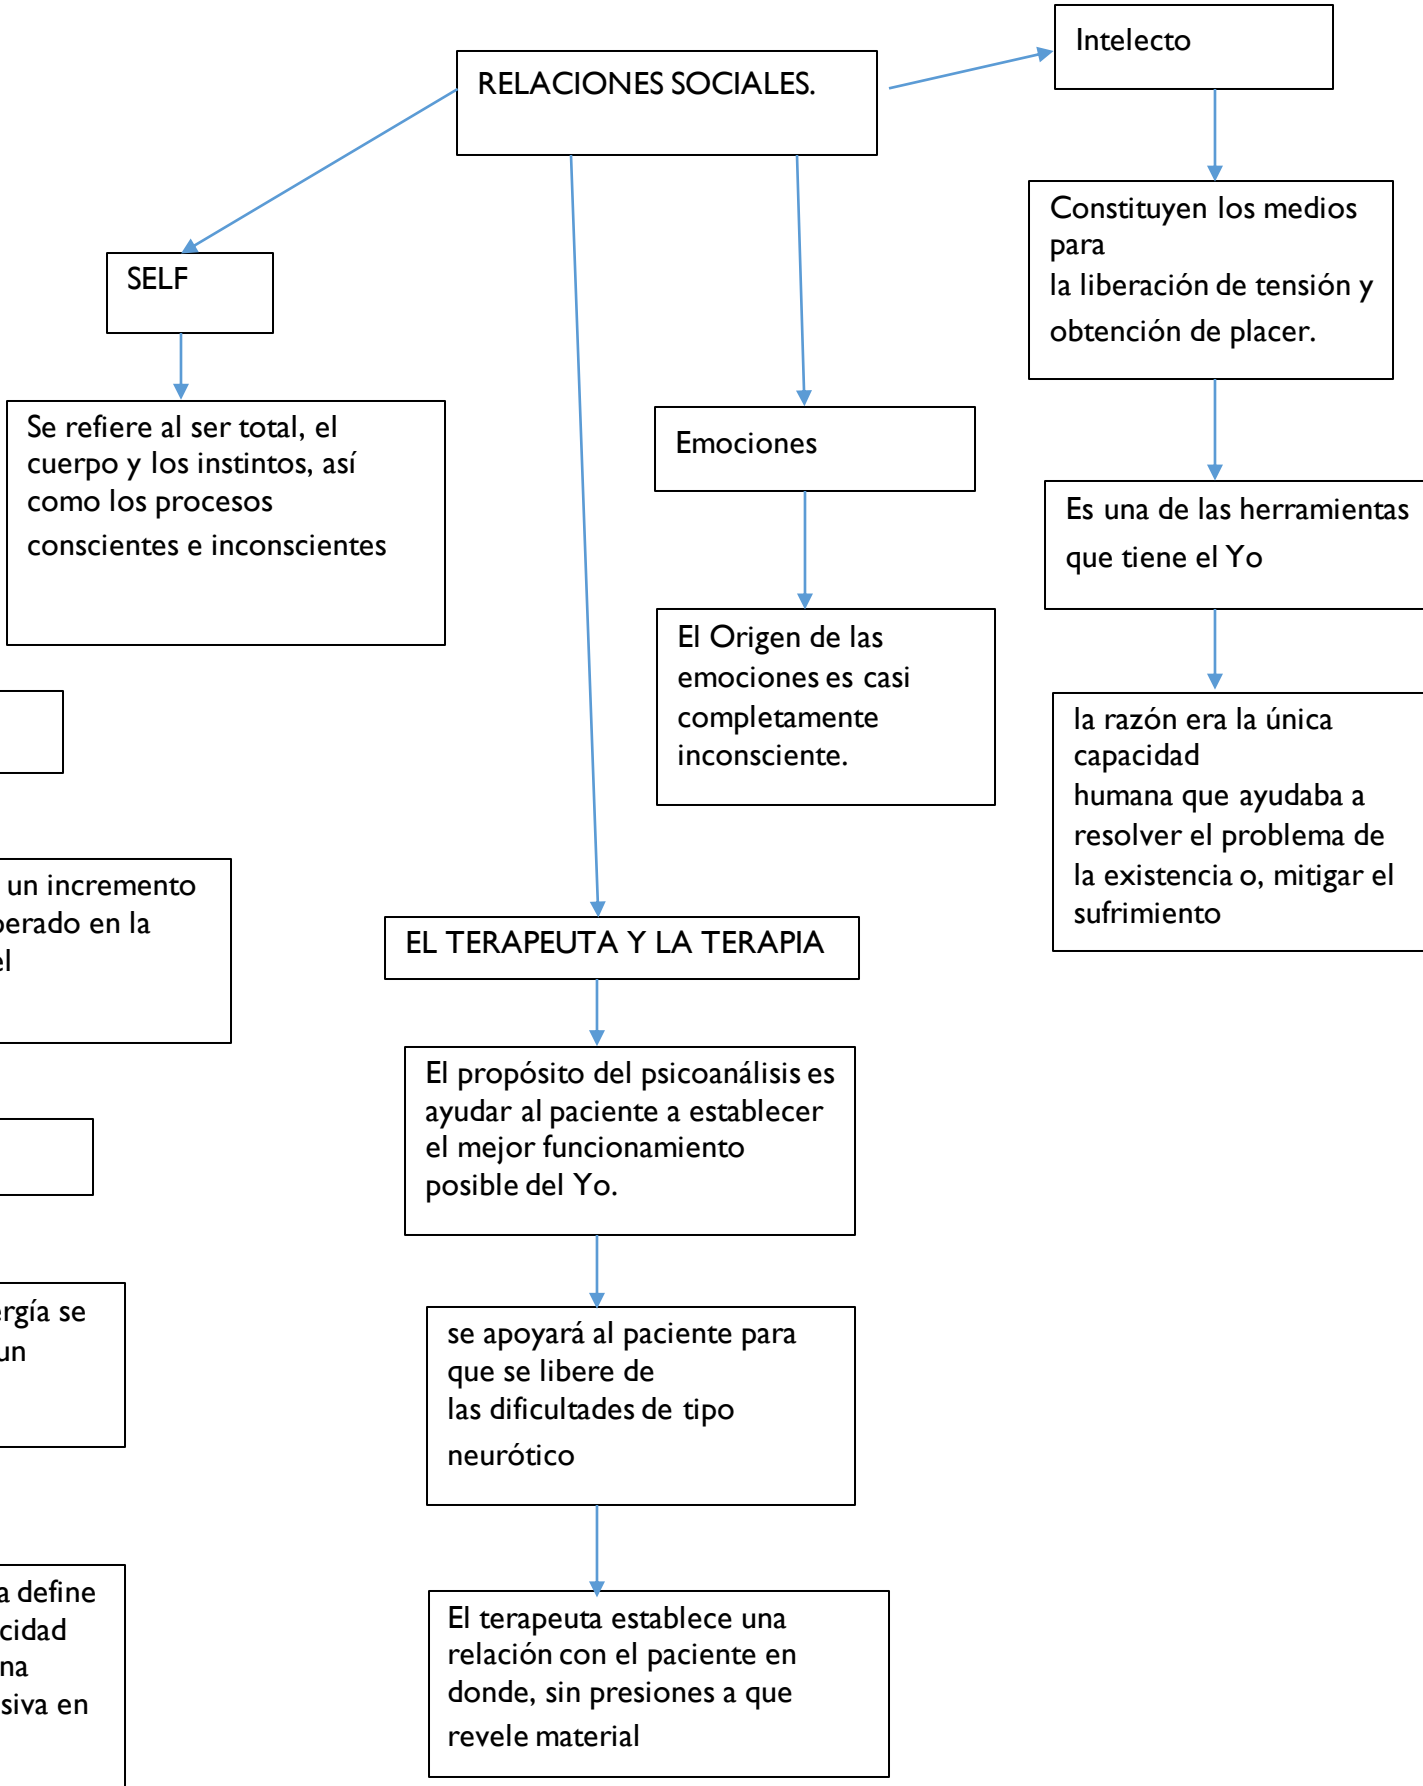 Intelecto
RELACIONES SOCIALES.
Constituyen los medios
para
la liberación de tensión y
obtención de placer.
SELF
Se refiere al ser total, el
cuerpo y los instintos, así
como los procesos
conscientes e inconscientes
Emociones
Es una de las herramientas
que tiene el Yo
El Origen de las
emociones es casi
completamente
inconsciente.
la razón era la única
capacidad
humana que ayudaba a
resolver el problema de
la existencia o, mitigar el
sufrimiento
un incremento
en la
EL TERAPEUTA Y LA TERAPIA
El propósito del psicoanálisis es
ayudar al paciente a establecer
el mejor funcionamiento
posible del Yo.
se
se apoyará al paciente para
que se libere de
las dificultades de tipo
neurótico
define
en
El terapeuta establece una
relación con el paciente en
donde, sin presiones a que
revele material